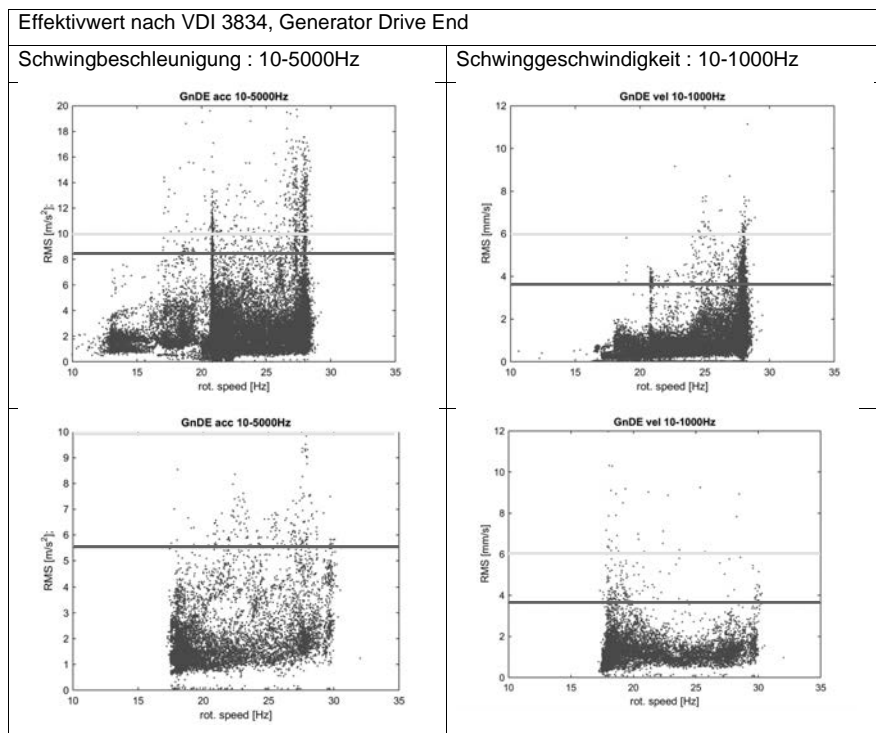 Effektivwert nach VDI 3834, Generator Drive End
Schwingbeschleunigung : 10-5000Hz
Schwinggeschwindigkeit : 10-1000Hz
GnDE acc 10-5000Hz
20
18
16
14
12
10
8
6
4
2
0
RMS [m/s²];
10 15 20 25 30 35
rot. speed [Hz]
GnDE vel 10-1000Hz
12
10
8
6
4
2
0
RMS [mm/s]
10 15 20 25 30 35
rot. speed [Hz]
GnDE acc 10-5000Hz
10
9
8
7
6
5
4
3
2
1
0
RMS [m/s²];
10 15 20 25 30 35
rot. speed [Hz]
GnDE vel 10-1000Hz
12
10
8
6
4
2
0
RMS [mm/s]
10 15 20 25 30 35
rot. speed [Hz]